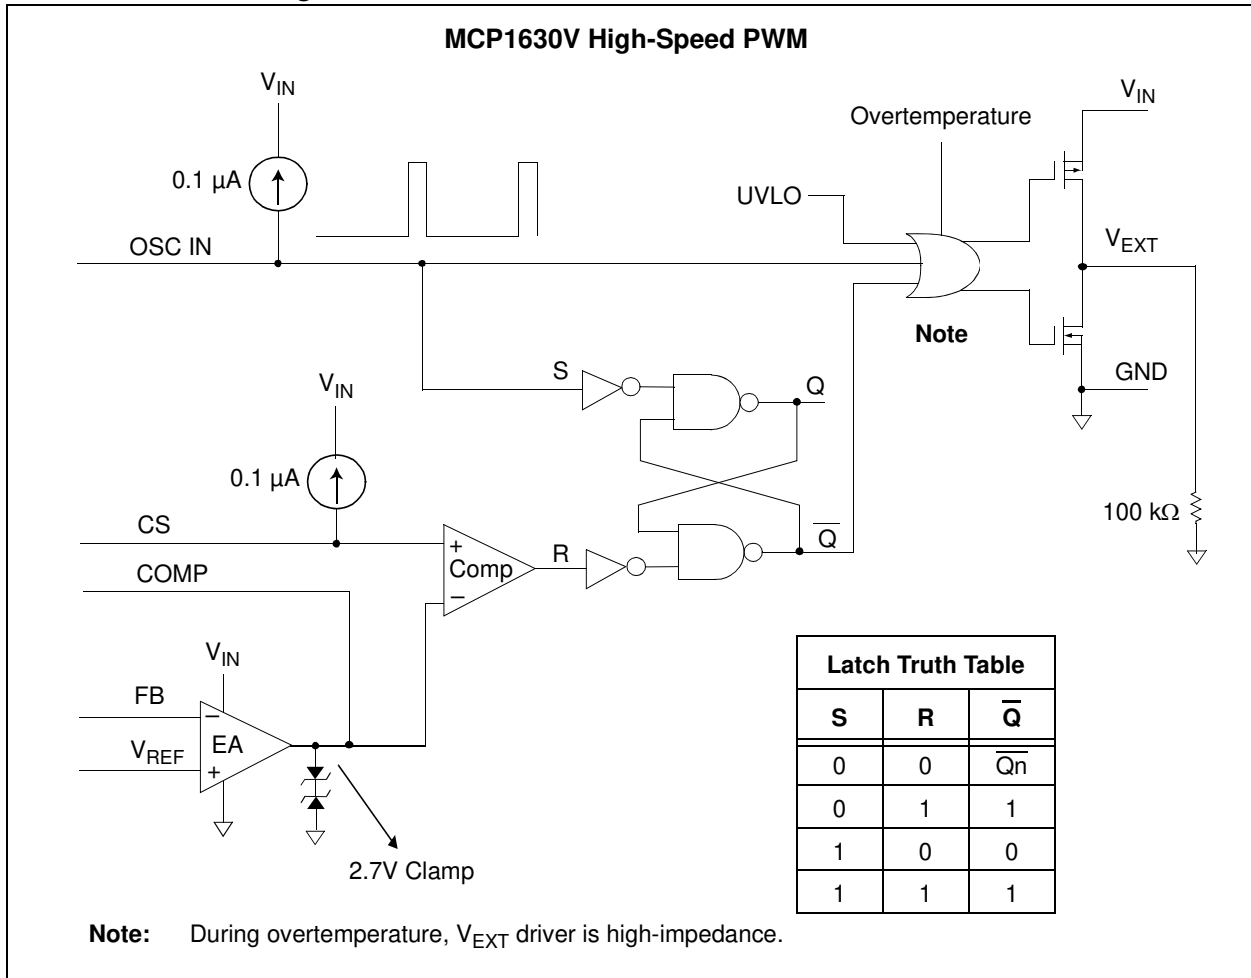 MCP1630V High-Speed PWM
V_IN
V_IN
Overtemperature
0.1 µA
UVLO
OSC IN
V_EXT
Note
S
Q
GND
V_IN
0.1 µA
100 kΩ
CS
+
Comp
−
R
Q̅
COMP
V_IN
FB
−
EA
V_REF
+
2.7V Clamp
Latch Truth Table
S R Q̅
0 0 Q̅n̅
0 1 1
1 0 0
1 1 1
Note: During overtemperature, V_EXT driver is high-impedance.